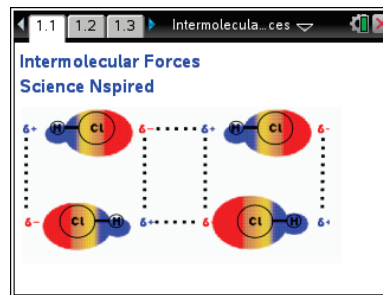 1.1 1.2 1.3 Intermolecula…ces
Intermolecular Forces
Science Nspired
δ+ H Cl δ- δ+ H Cl δ-
δ- Cl H δ+ δ- Cl H δ+